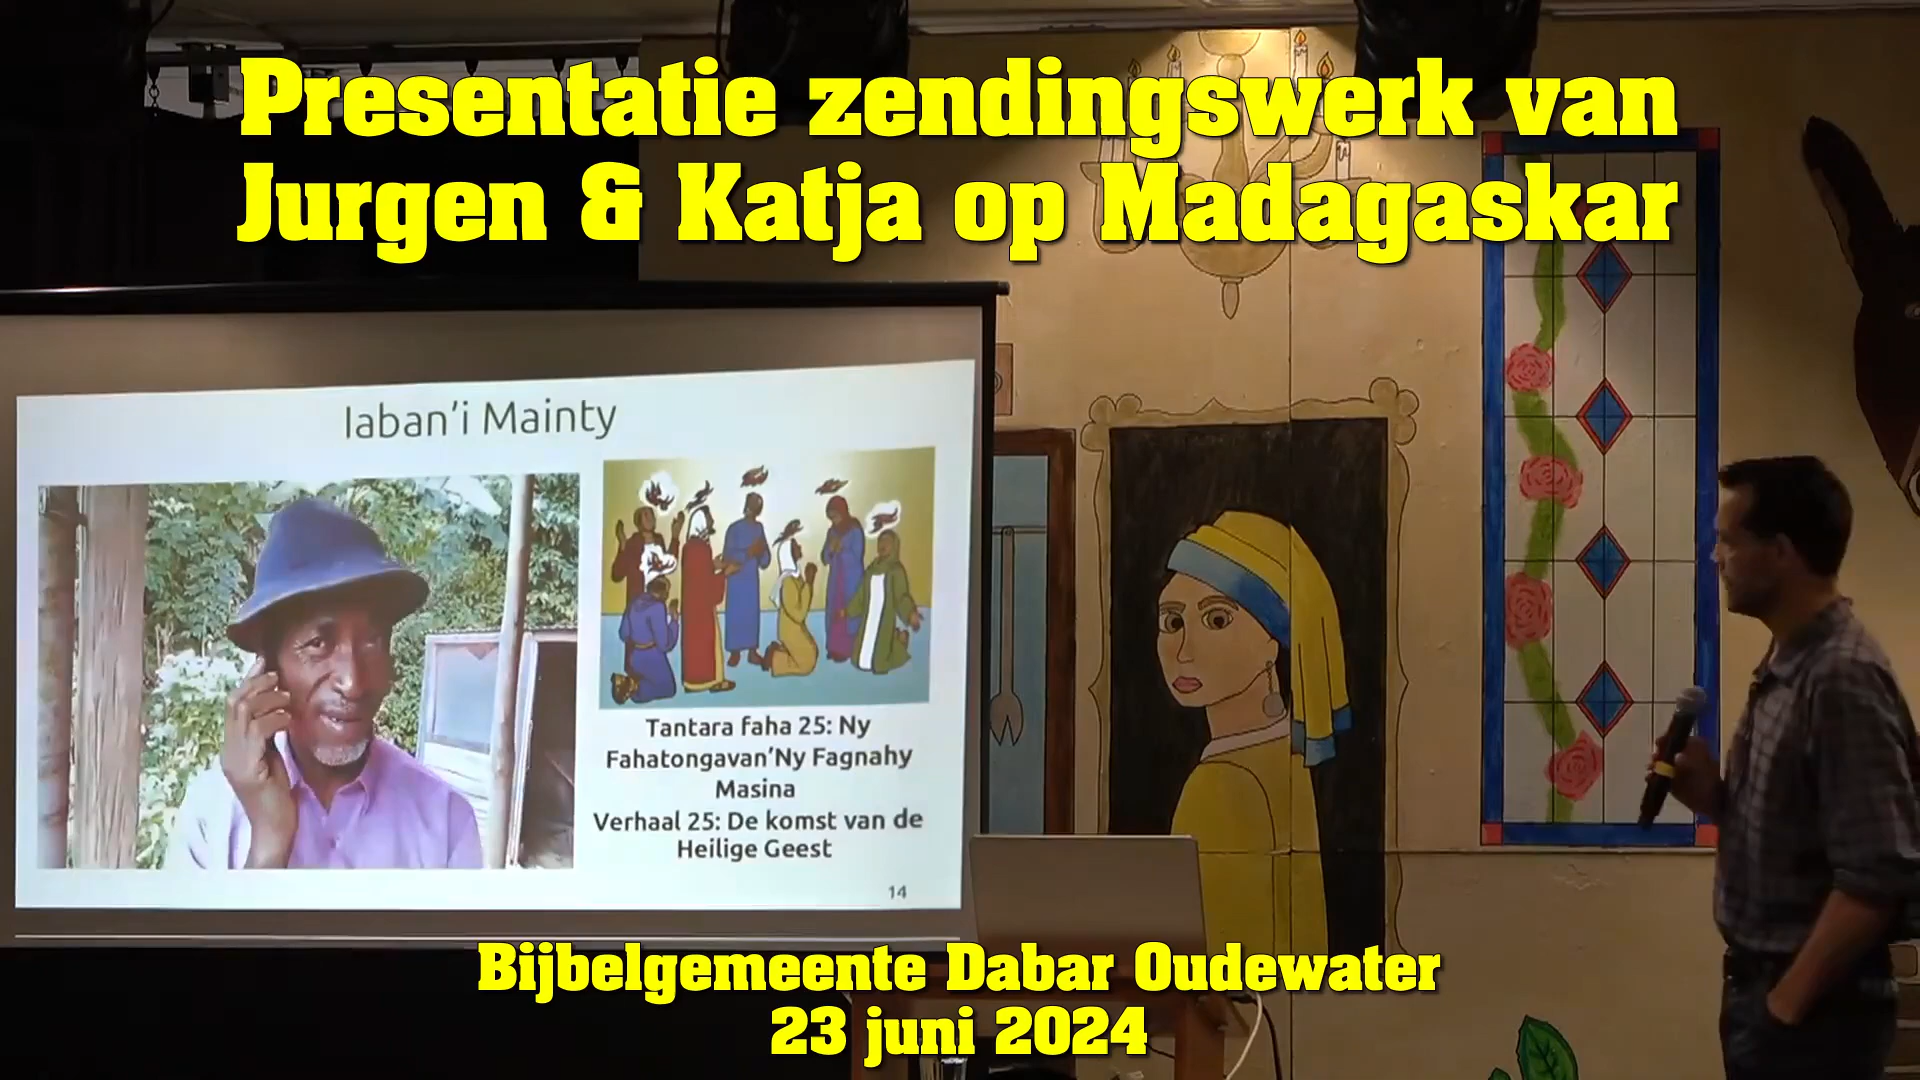 Presentatie zendingswerk van
Jurgen & Katja op Madagaskar
Iaban'i Mainty
Tantara faha 25: Ny
Fahatongavan'Ny Fagnahy
Masina
Verhaal 25: De komst van de
Heilige Geest
14
Bijbelgemeente Dabar Oudewater
23 juni 2024